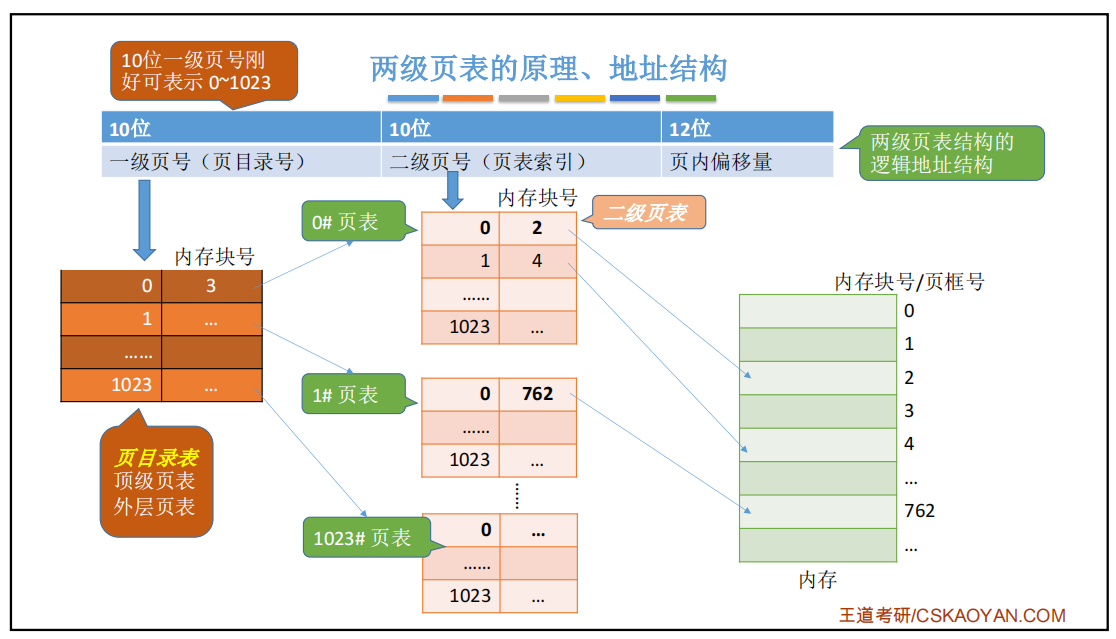 两级页表的原理、地址结构
10位一级页号刚
好可表示 0~1023
10位 10位 12位
一级页号（页目录号） 二级页号（页表索引） 页内偏移量
两级页表结构的
逻辑地址结构
内存块号
0 3
1 ...
……
1023 ...
页目录表
顶级页表
外层页表
0# 页表
内存块号
二级页表
0 2
1 4
……
1023 ...
1# 页表
0 762
……
1023 ...
1023# 页表
0 ...
……
1023 ...
内存块号/页框号
0
1
2
3
4
...
762
...
内存
王道考研/CSKAOYAN.COM